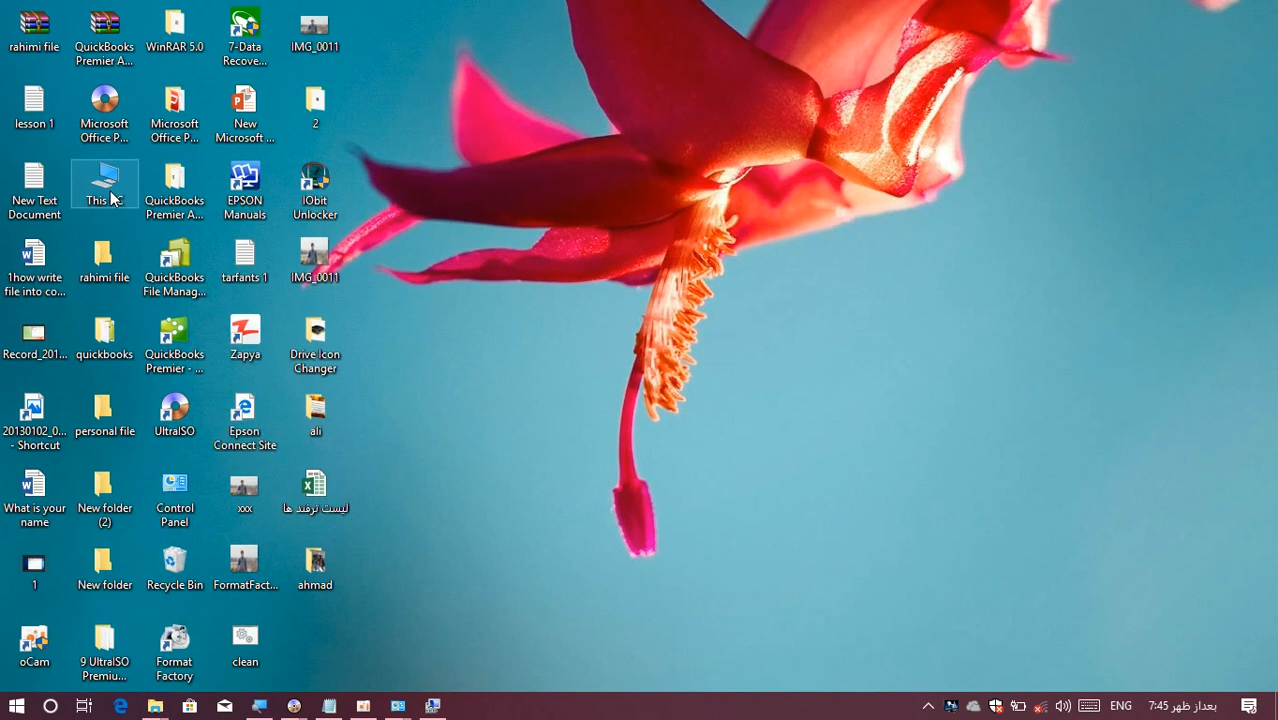 rahimi file
QuickBooks
Premier A...
WinRAR 5.0
7-Data
Recove...
IMG_0011
lesson 1
Microsoft
Office P...
Microsoft
Office P...
New
Microsoft ...
2
New Text
Document
This
QuickBooks
Premier A...
EPSON
Manuals
IObit
Unlocker
1how write
file into co...
rahimi file
QuickBooks
File Manag...
tarfants 1
IMG_0011
Record_201...
quickbooks
QuickBooks
Premier - ...
Zapya
Drive Icon
Changer
20130102_0...
- Shortcut
personal file
UltraISO
Epson
Connect Site
ali
What is your
name
New folder
(2)
Control
Panel
xxx
لیست ترفند ها
1
New folder
Recycle Bin
FormatFact...
ahmad
oCam
9 UltraISO
Premiu...
Format
Factory
clean
ENG
7:45 بعداز ظهر